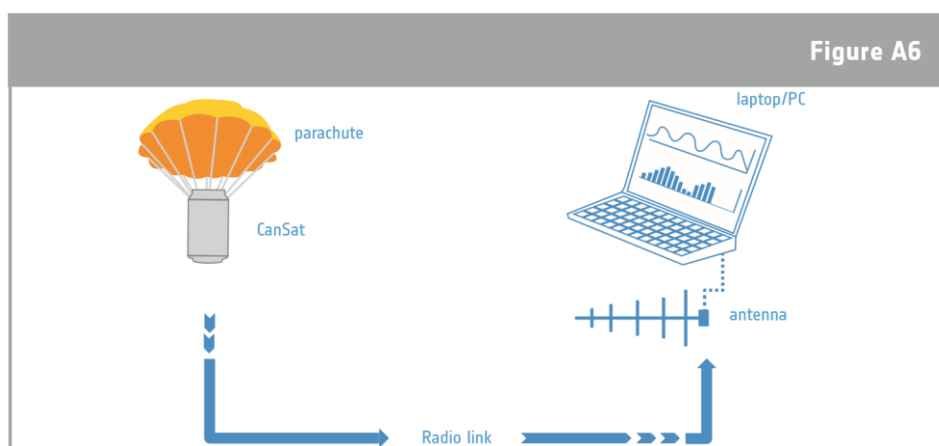 Figure A6
laptop/PC
parachute
CanSat
antenna
Radio link